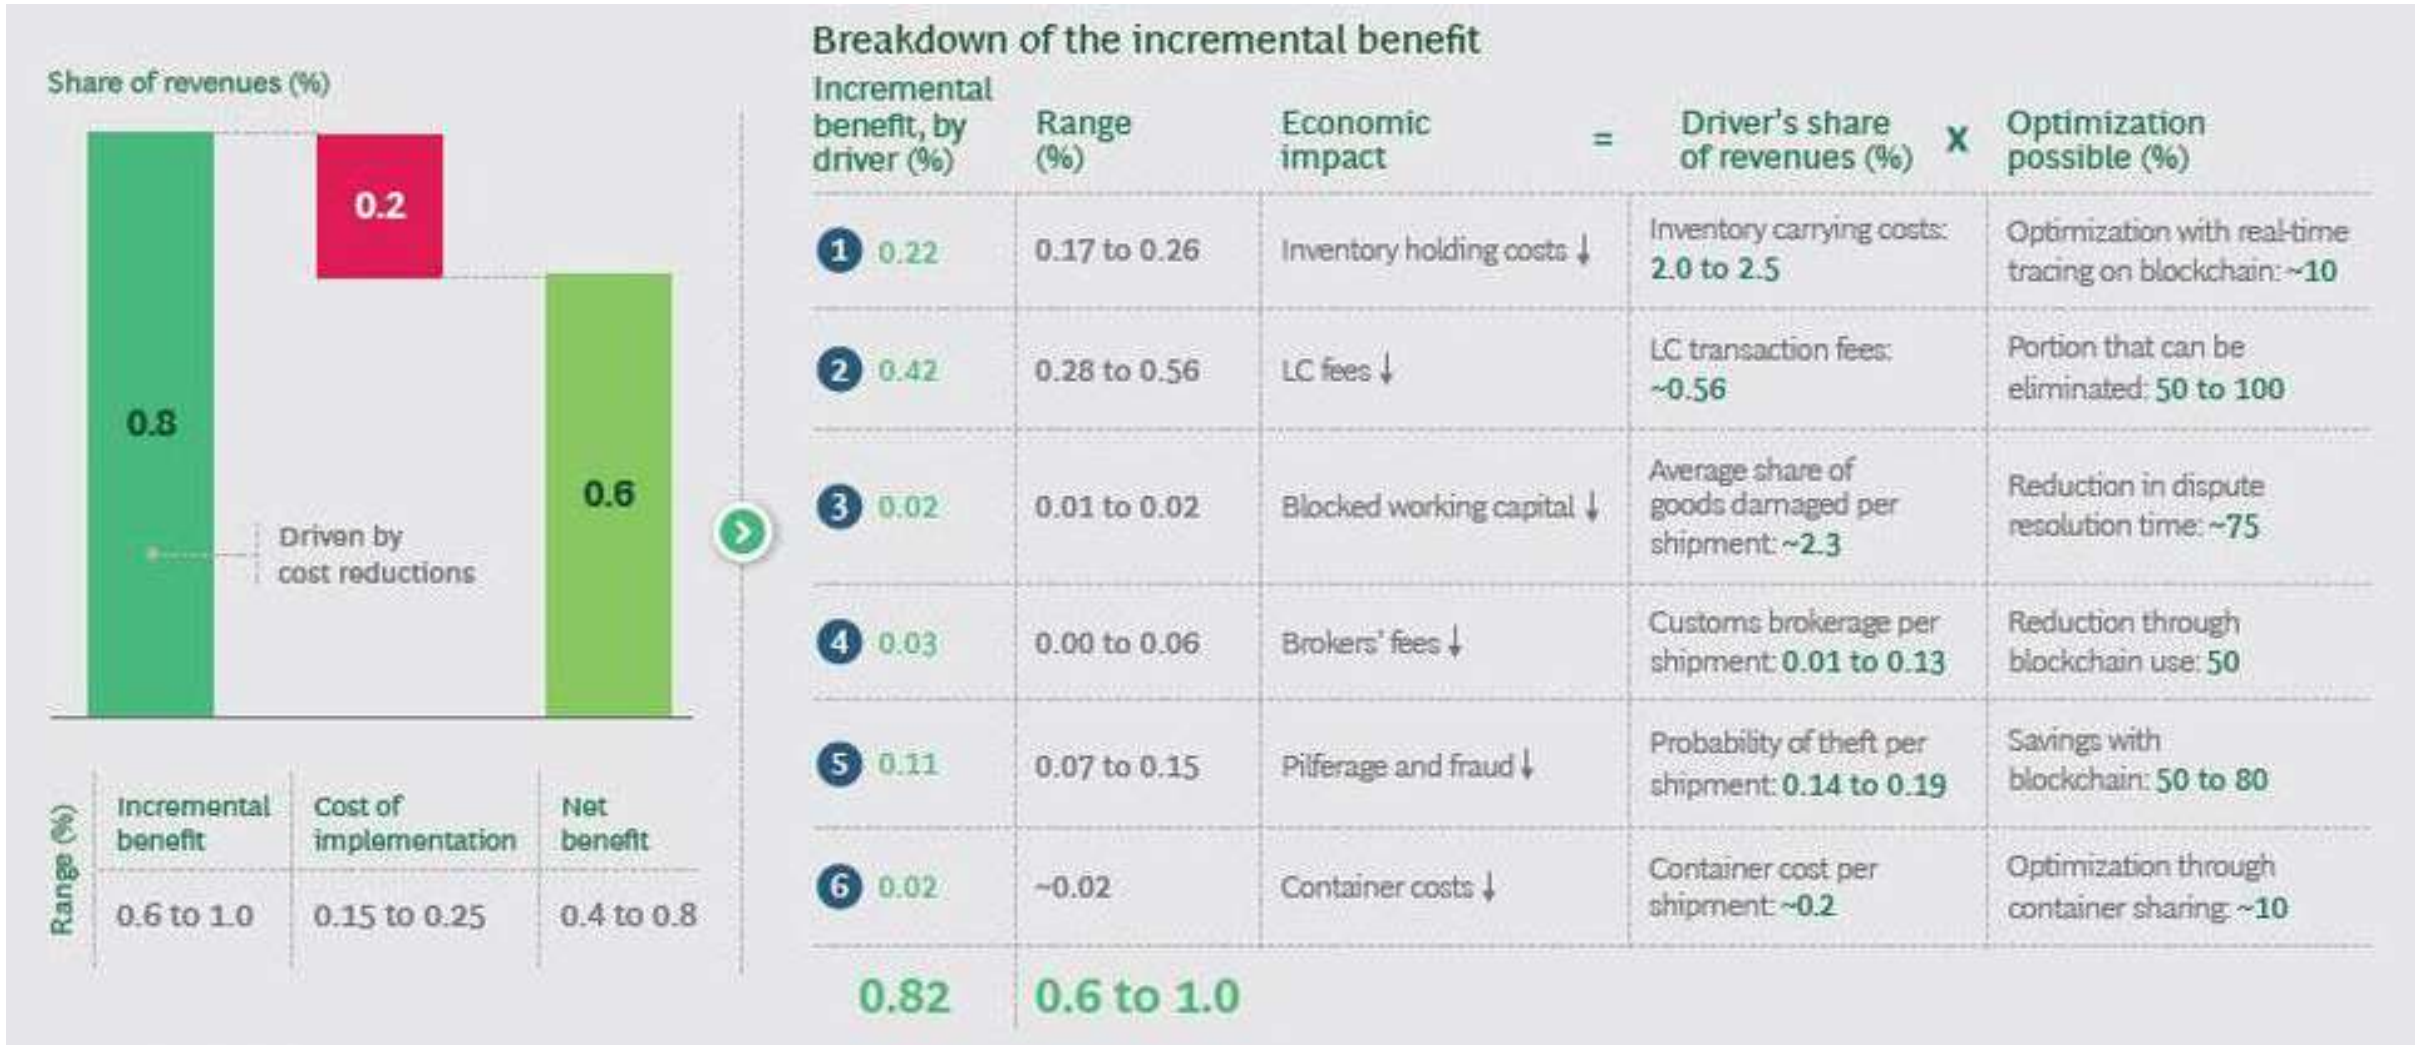 Share of revenues (%)
0.8
0.2
0.6
Driven by
cost reductions
Range (%)
Incremental
benefit
Cost of
implementation
Net
benefit
0.6 to 1.0
0.15 to 0.25
0.4 to 0.8
Breakdown of the incremental benefit
Incremental
benefit, by
driver (%)
Range
(%)
Economic
impact
=
Driver's share
of revenues (%)
X
Optimization
possible (%)
1 0.22
0.17 to 0.26
Inventory holding costs ↓
Inventory carrying costs:
2.0 to 2.5
Optimization with real-time
tracing on blockchain: ~10
2 0.42
0.28 to 0.56
LC fees ↓
LC transaction fees:
~0.56
Portion that can be
eliminated: 50 to 100
3 0.02
0.01 to 0.02
Blocked working capital ↓
Average share of
goods damaged per
shipment: ~2.3
Reduction in dispute
resolution time: ~75
4 0.03
0.00 to 0.06
Brokers' fees ↓
Customs brokerage per
shipment: 0.01 to 0.13
Reduction through
blockchain use: 50
5 0.11
0.07 to 0.15
Pilferage and fraud ↓
Probability of theft per
shipment: 0.14 to 0.19
Savings with
blockchain: 50 to 80
6 0.02
~0.02
Container costs ↓
Container cost per
shipment: ~0.2
Optimization through
container sharing: ~10
0.82
0.6 to 1.0